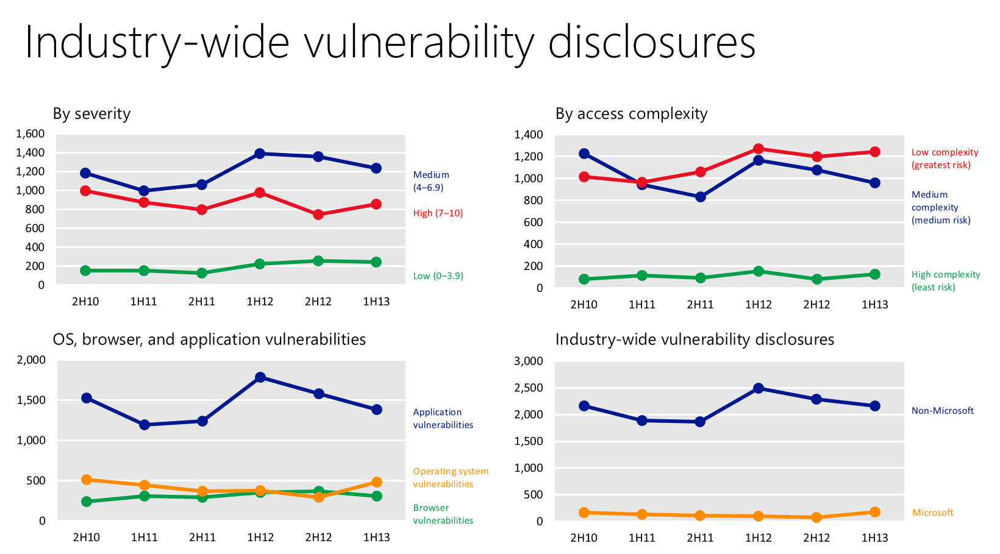 Industry-wide vulnerability disclosures
By severity
1,600
1,400
1,200
1,000
800
600
400
200
0
2H10 1H11 2H11 1H12 2H12 1H13
Medium
(4–6.9)
High (7–10)
Low (0–3.9)
By access complexity
1,400
1,200
1,000
800
600
400
200
0
2H10 1H11 2H11 1H12 2H12 1H13
Low complexity
(greatest risk)
Medium
complexity
(medium risk)
High complexity
(least risk)
OS, browser, and application vulnerabilities
2,000
1,500
1,000
500
0
2H10 1H11 2H11 1H12 2H12 1H13
Application
vulnerabilities
Operating system
vulnerabilities
Browser
vulnerabilities
Industry-wide vulnerability disclosures
3,000
2,500
2,000
1,500
1,000
500
0
2H10 1H11 2H11 1H12 2H12 1H13
Non-Microsoft
Microsoft